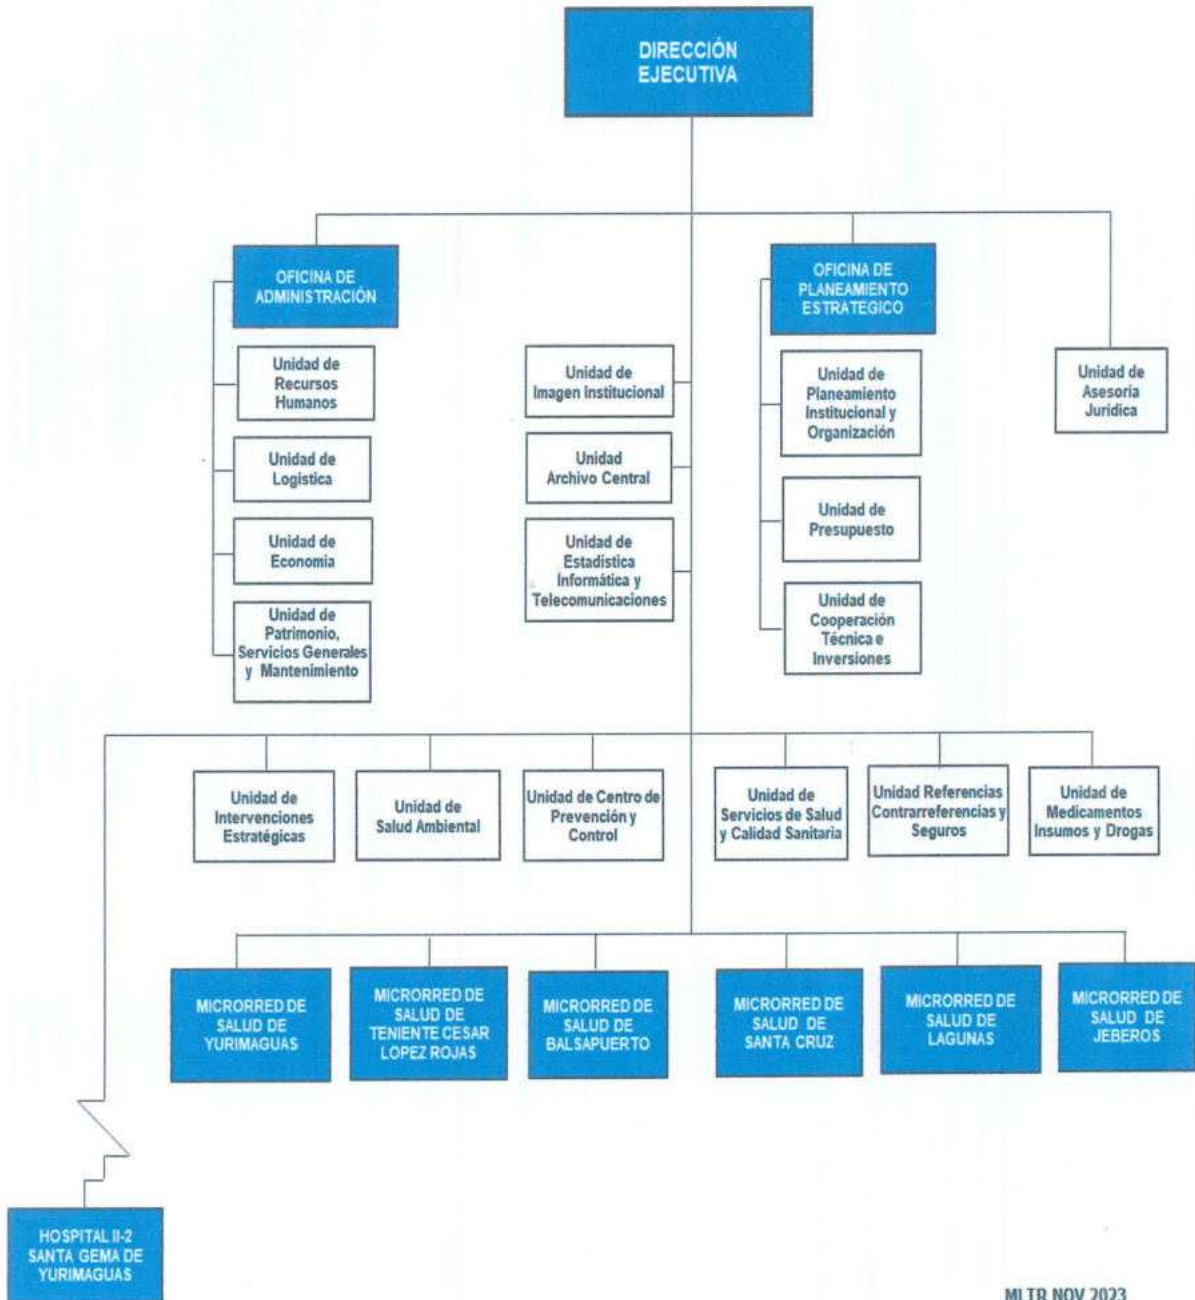 DIRECCIÓN
EJECUTIVA
OFICINA DE
ADMINISTRACIÓN
Unidad de
Recursos
Humanos
Unidad de
Logística
Unidad de
Economía
Unidad de
Patrimonio,
Servicios Generales
y Mantenimiento
Unidad de
Imagen Institucional
Unidad
Archivo Central
Unidad de
Estadística
Informática y
Telecomunicaciones
OFICINA DE
PLANEAMIENTO
ESTRATEGICO
Unidad de
Planeamiento
Institucional y
Organización
Unidad de
Presupuesto
Unidad de
Cooperación
Técnica e
Inversiones
Unidad de
Asesoría
Jurídica
Unidad de
Intervenciones
Estratégicas
Unidad de
Salud Ambiental
Unidad de Centro de
Prevención y
Control
Unidad de
Servicios de Salud
y Calidad Sanitaria
Unidad Referencias
Contrarreferencias y
Seguros
Unidad de
Medicamentos
Insumos y Drogas
MICRORRED DE
SALUD DE
YURIMAGUAS
MICRORRED DE
SALUD DE
TENIENTE CESAR
LOPEZ ROJAS
MICRORRED DE
SALUD DE
BALSAPUERTO
MICRORRED DE
SALUD DE
SANTA CRUZ
MICRORRED DE
SALUD DE
LAGUNAS
MICRORRED DE
SALUD DE
JEBEROS
HOSPITAL II-2
SANTA GEMA DE
YURIMAGUAS
MLTR NOV 2023